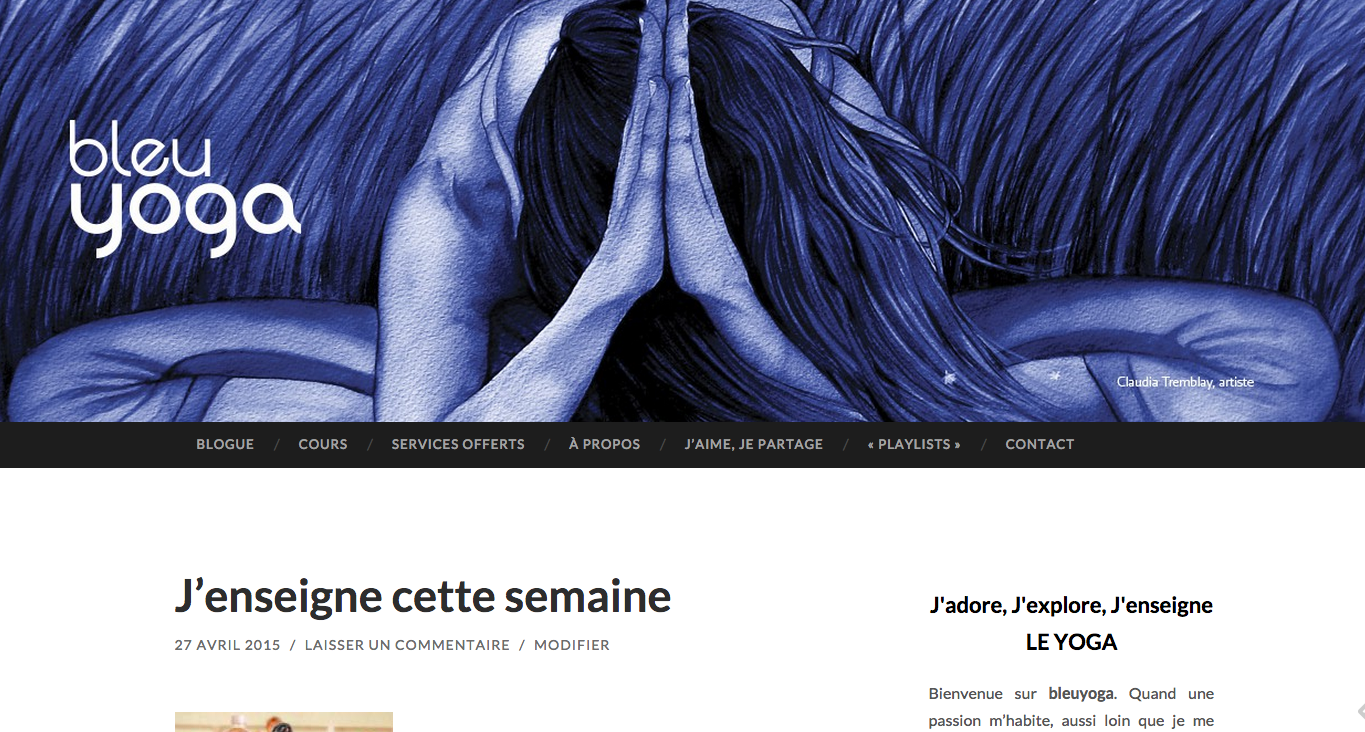 bleu
yoga
Claudia Tremblay, artiste
BLOGUE / COURS / SERVICES OFFERTS / À PROPOS / J’AIME, JE PARTAGE / « PLAYLISTS » / CONTACT
J’enseigne cette semaine
27 AVRIL 2015 / LAISSER UN COMMENTAIRE / MODIFIER
J'adore, J'explore, J'enseigne
LE YOGA
Bienvenue sur bleuyoga. Quand une
passion m’habite, aussi loin que je me